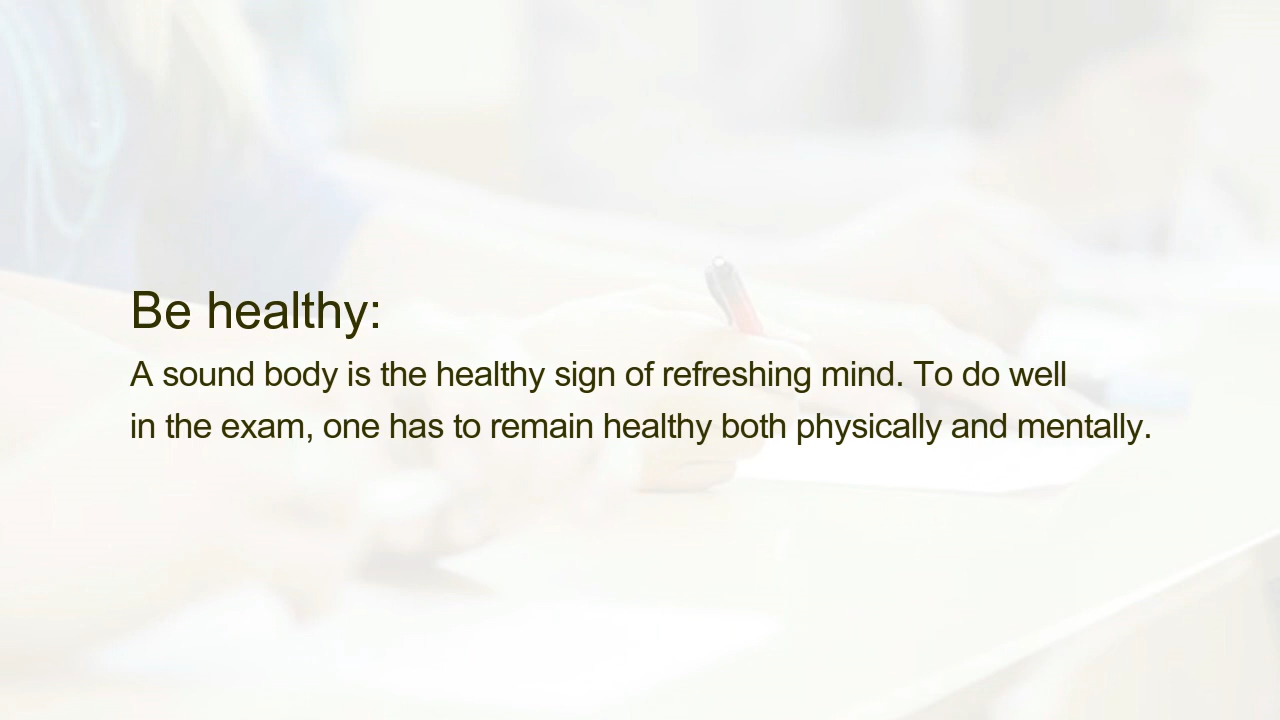 Be healthy:
A sound body is the healthy sign of refreshing mind. To do well
in the exam, one has to remain healthy both physically and mentally.